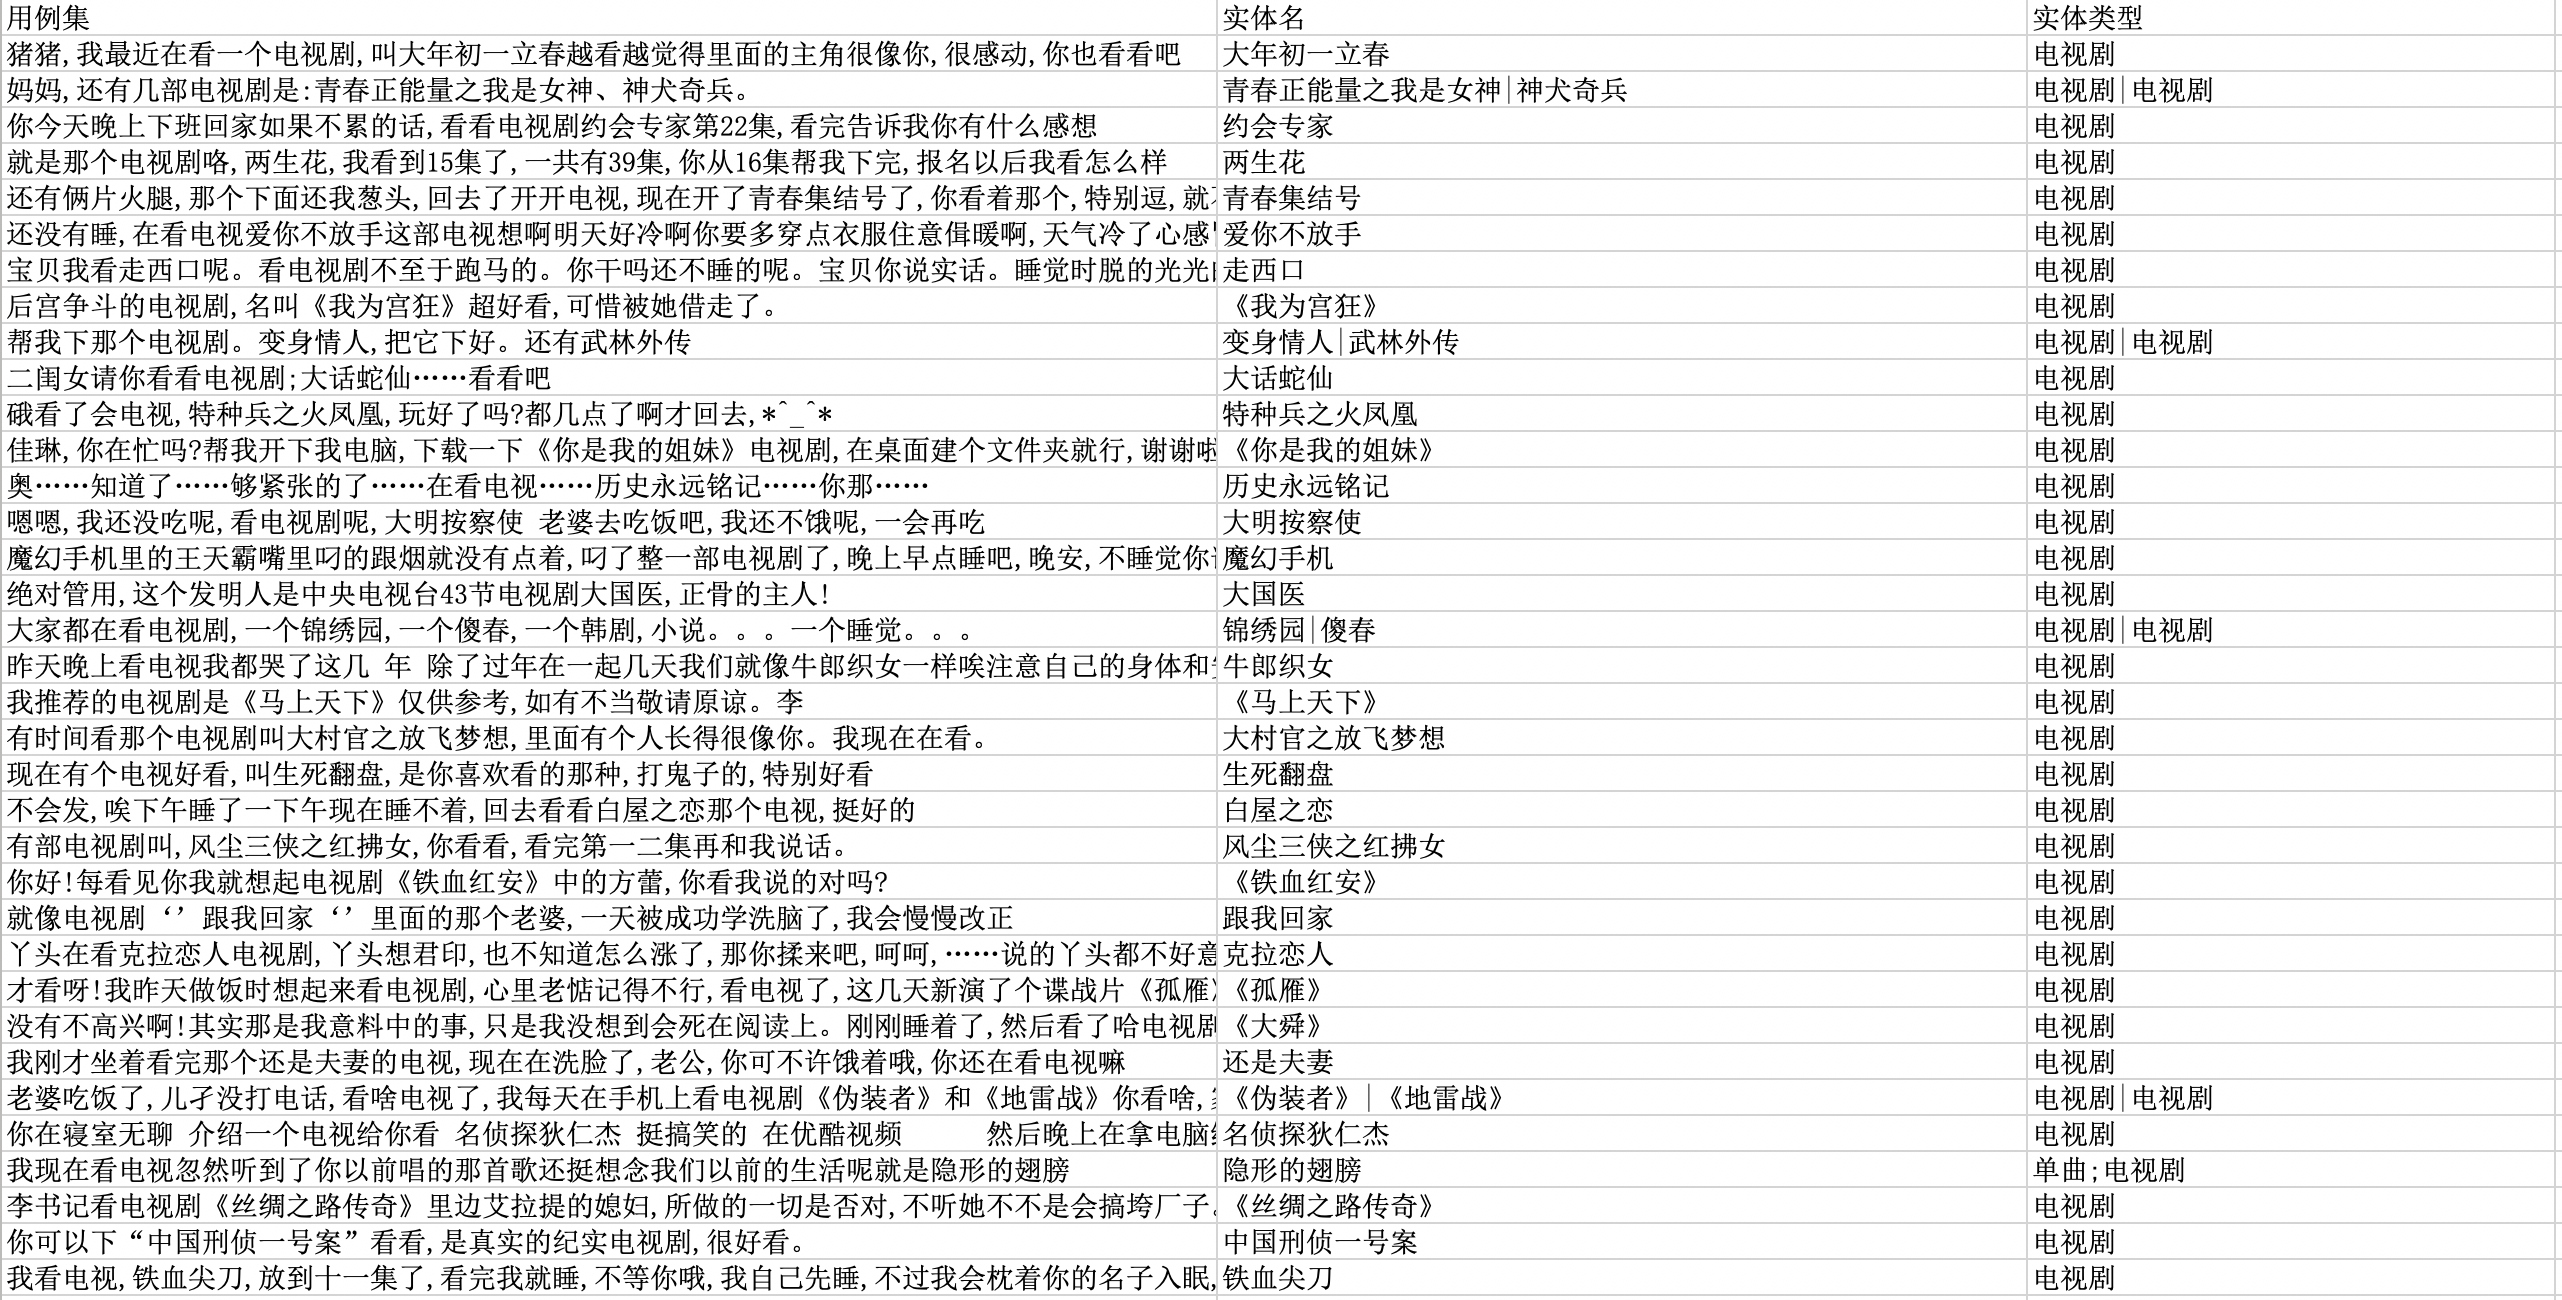 用例集 实体名 实体类型
猪猪,我最近在看一个电视剧,叫大年初一立春越看越觉得里面的主角很像你,很感动,你也看看吧 大年初一立春 电视剧
妈妈,还有几部电视剧是:青春正能量之我是女神、神犬奇兵。 青春正能量之我是女神|神犬奇兵 电视剧|电视剧
你今天晚上下班回家如果不累的话,看看电视剧约会专家第22集,看完告诉我你有什么感想 约会专家 电视剧
就是那个电视剧咯,两生花,我看到15集了,一共有39集,你从16集帮我下完,报名以后我看怎么样 两生花 电视剧
还有俩片火腿,那个下面还我葱头,回去了开开电视,现在开了青春集结号了,你看着那个,特别逗,就 青春集结号 电视剧
还没有睡,在看电视爱你不放手这部电视想啊明天好冷啊你要多穿点衣服住意佴暖啊,天气冷了心感 爱你不放手 电视剧
宝贝我看走西口呢。看电视剧不至于跑马的。你干吗还不睡的呢。宝贝你说实话。睡觉时脱的光光 走西口 电视剧
后宫争斗的电视剧,名叫《我为宫狂》超好看,可惜被她借走了。 《我为宫狂》 电视剧
帮我下那个电视剧。变身情人,把它下好。还有武林外传 变身情人|武林外传 电视剧|电视剧
二闺女请你看看电视剧;大话蛇仙……看看吧 大话蛇仙 电视剧
硪看了会电视,特种兵之火凤凰,玩好了吗?都几点了啊才回去,*^_^* 特种兵之火凤凰 电视剧
佳琳,你在忙吗?帮我开下我电脑,下载一下《你是我的姐妹》电视剧,在桌面建个文件夹就行,谢谢啦 《你是我的姐妹》 电视剧
奥……知道了……够紧张的了……在看电视……历史永远铭记……你那…… 历史永远铭记 电视剧
嗯嗯,我还没吃呢,看电视剧呢,大明按察使 老婆去吃饭吧,我还不饿呢,一会再吃 大明按察使 电视剧
魔幻手机里的王天霸嘴里叼的跟烟就没有点着,叼了整一部电视剧了,晚上早点睡吧,晚安,不睡觉你 魔幻手机 电视剧
绝对管用,这个发明人是中央电视台43节电视剧大国医,正骨的主人! 大国医 电视剧
大家都在看电视剧,一个锦绣园,一个傻春,一个韩剧,小说。。。一个睡觉。。。 锦绣园|傻春 电视剧|电视剧
昨天晚上看电视我都哭了这几 年 除了过年在一起几天我们就像牛郎织女一样唉注意自己的身体和 牛郎织女 电视剧
我推荐的电视剧是《马上天下》仅供参考,如有不当敬请原谅。李 《马上天下》 电视剧
有时间看那个电视剧叫大村官之放飞梦想,里面有个人长得很像你。我现在在看。 大村官之放飞梦想 电视剧
现在有个电视好看,叫生死翻盘,是你喜欢看的那种,打鬼子的,特别好看 生死翻盘 电视剧
不会发,唉下午睡了一下午现在睡不着,回去看看白屋之恋那个电视,挺好的 白屋之恋 电视剧
有部电视剧叫,风尘三侠之红拂女,你看看,看完第一二集再和我说话。 风尘三侠之红拂女 电视剧
你好!每看见你我就想起电视剧《铁血红安》中的方蕾,你看我说的对吗? 《铁血红安》 电视剧
就像电视剧‘’跟我回家‘’里面的那个老婆,一天被成功学洗脑了,我会慢慢改正 跟我回家 电视剧
丫头在看克拉恋人电视剧,丫头想君印,也不知道怎么涨了,那你揉来吧,呵呵,……说的丫头都不好意 克拉恋人 电视剧
才看呀!我昨天做饭时想起来看电视剧,心里老惦记得不行,看电视了,这几天新演了个谍战片《孤雁》 《孤雁》 电视剧
没有不高兴啊!其实那是我意料中的事,只是我没想到会死在阅读上。刚刚睡着了,然后看了哈电视剧 《大舜》 电视剧
我刚才坐着看完那个还是夫妻的电视,现在在洗脸了,老公,你可不许饿着哦,你还在看电视嘛 还是夫妻 电视剧
老婆吃饭了,儿孑没打电话,看啥电视了,我每天在手机上看电视剧《伪装者》和《地雷战》你看啥, 《伪装者》|《地雷战》 电视剧|电视剧
你在寝室无聊 介绍一个电视给你看 名侦探狄仁杰 挺搞笑的 在优酷视频 然后晚上在拿电脑 名侦探狄仁杰 电视剧
我现在看电视忽然听到了你以前唱的那首歌还挺想念我们以前的生活呢就是隐形的翅膀 隐形的翅膀 单曲;电视剧
李书记看电视剧《丝绸之路传奇》里边艾拉提的媳妇,所做的一切是否对,不听她不不是会搞垮厂子。 《丝绸之路传奇》 电视剧
你可以下“中国刑侦一号案”看看,是真实的纪实电视剧,很好看。 中国刑侦一号案 电视剧
我看电视,铁血尖刀,放到十一集了,看完我就睡,不等你哦,我自己先睡,不过我会枕着你的名子入眠, 铁血尖刀 电视剧